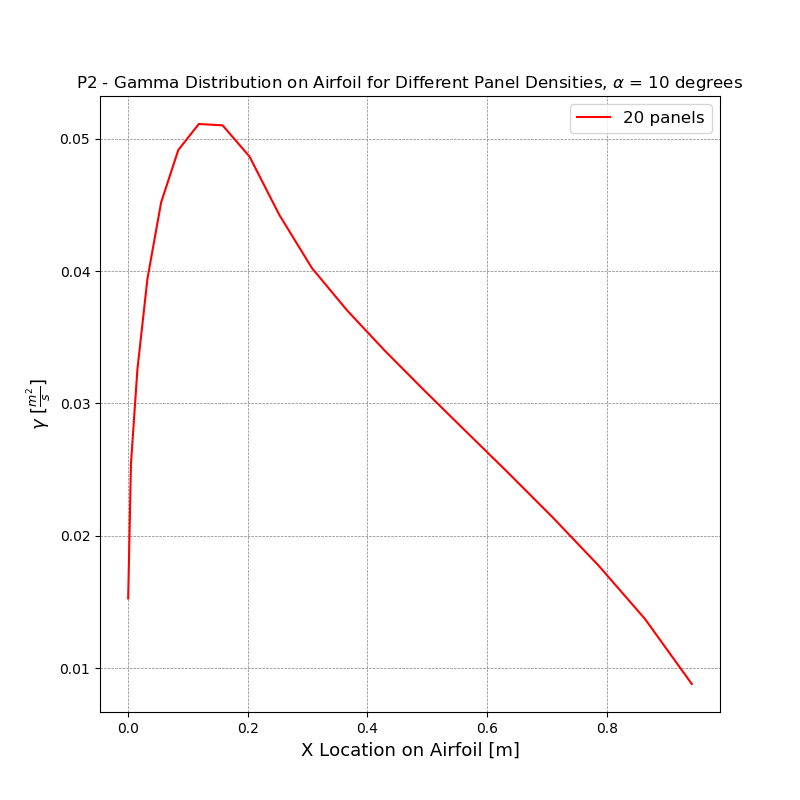 P2 - Gamma Distribution on Airfoil for Different Panel Densities, α = 10 degrees
20 panels
0.05
0.04
0.03
0.02
0.01
γ [m²/s]
0.0 0.2 0.4 0.6 0.8
X Location on Airfoil [m]